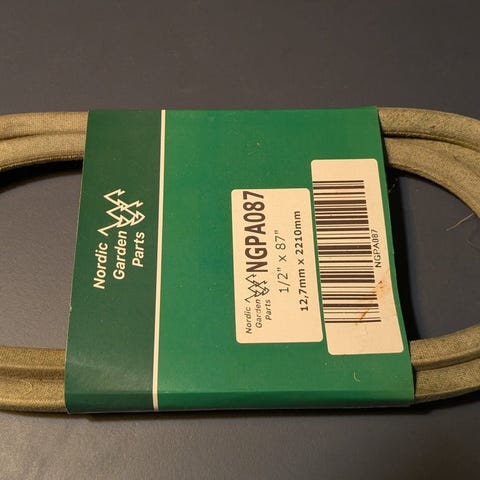 Nordic
Garden
Parts
Nordic
Garden
Parts
NGPA087
1/2" x 87"
12,7mm x 2210mm
NGPA087